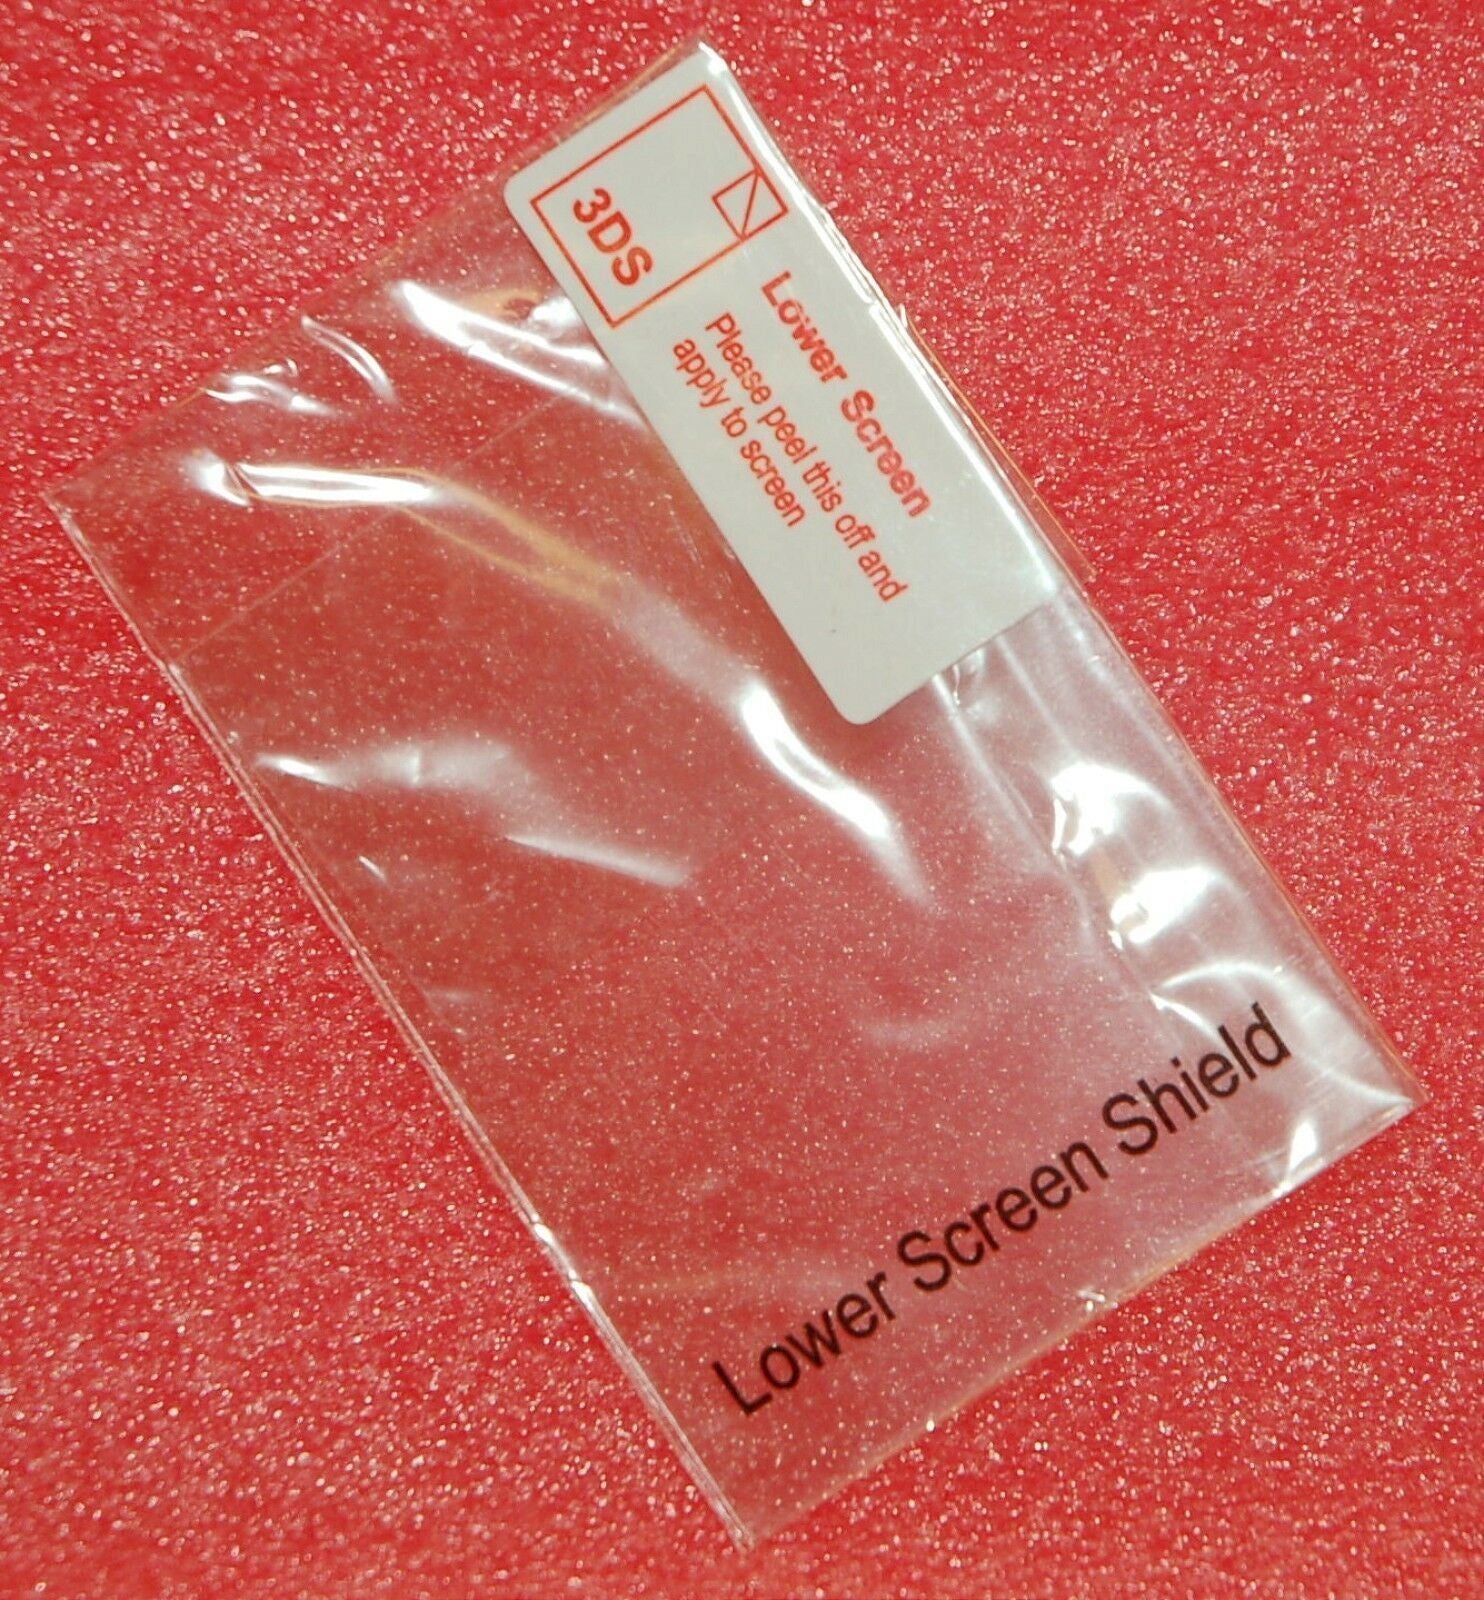 3DS
Lower Screen
Please peel this off and
apply to screen
Lower Screen Shield